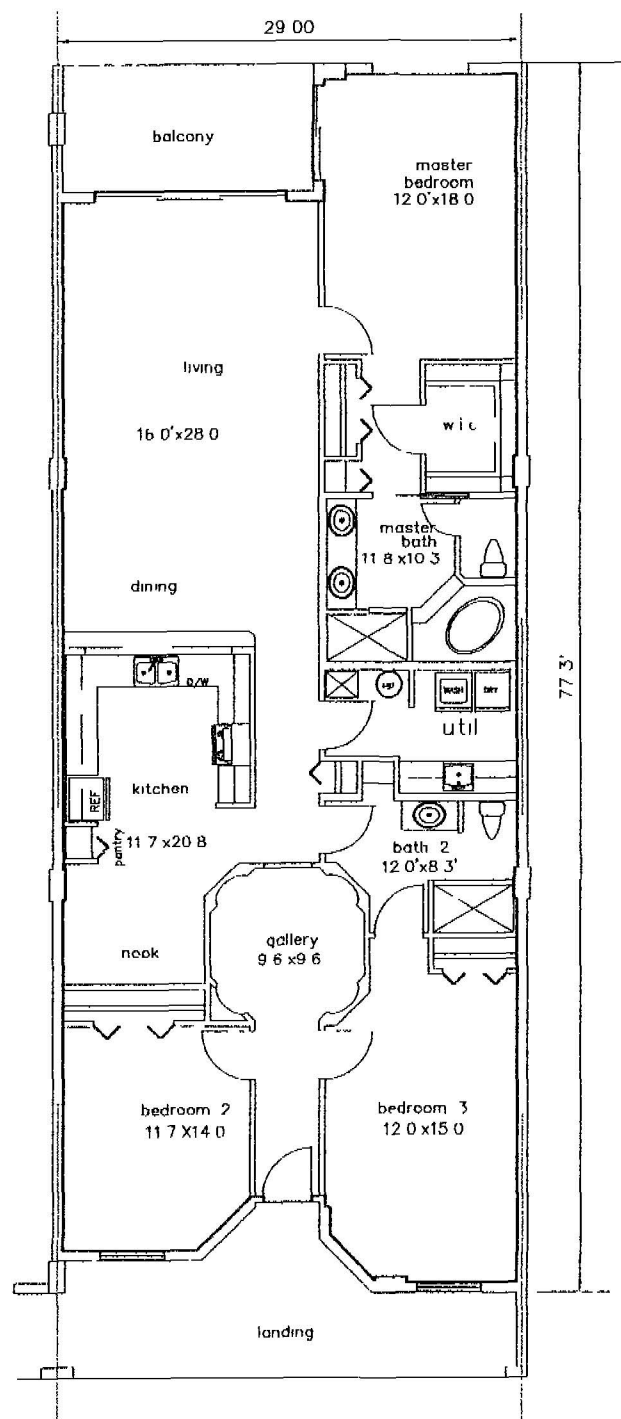 29 00
balcony
master
bedroom
12 0'x18 0
living
16 0'x28 0
w i c
master
bath
11 8 x10 3
dining
77 3'
D/W
WASH
DRY
util
kitchen
REF
11 7 x20 8
pantry
bath 2
12 0'x8 3'
gallery
9 6 x9 6
nook
bedroom 2
11 7 X14 0
bedroom 3
12 0 x15 0
landing